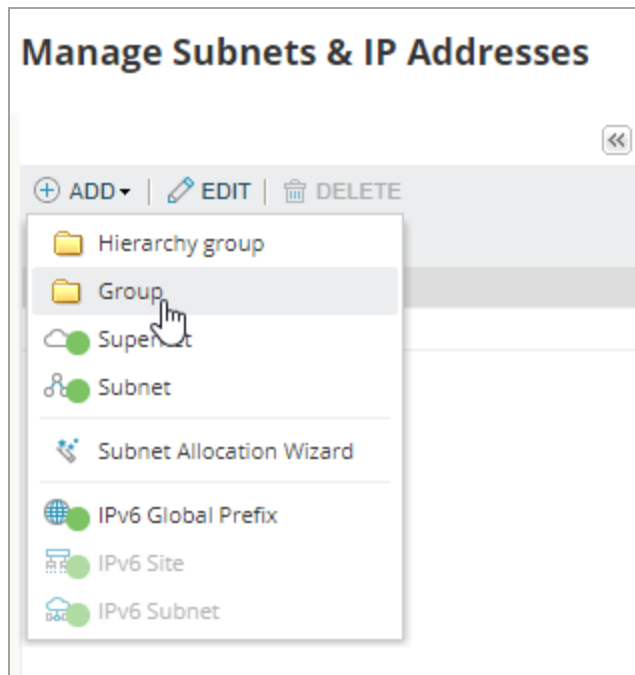 Manage Subnets & IP Addresses
ADD EDIT DELETE
Hierarchy group
Group
Supernet
Subnet
Subnet Allocation Wizard
IPv6 Global Prefix
IPv6 Site
IPv6 Subnet